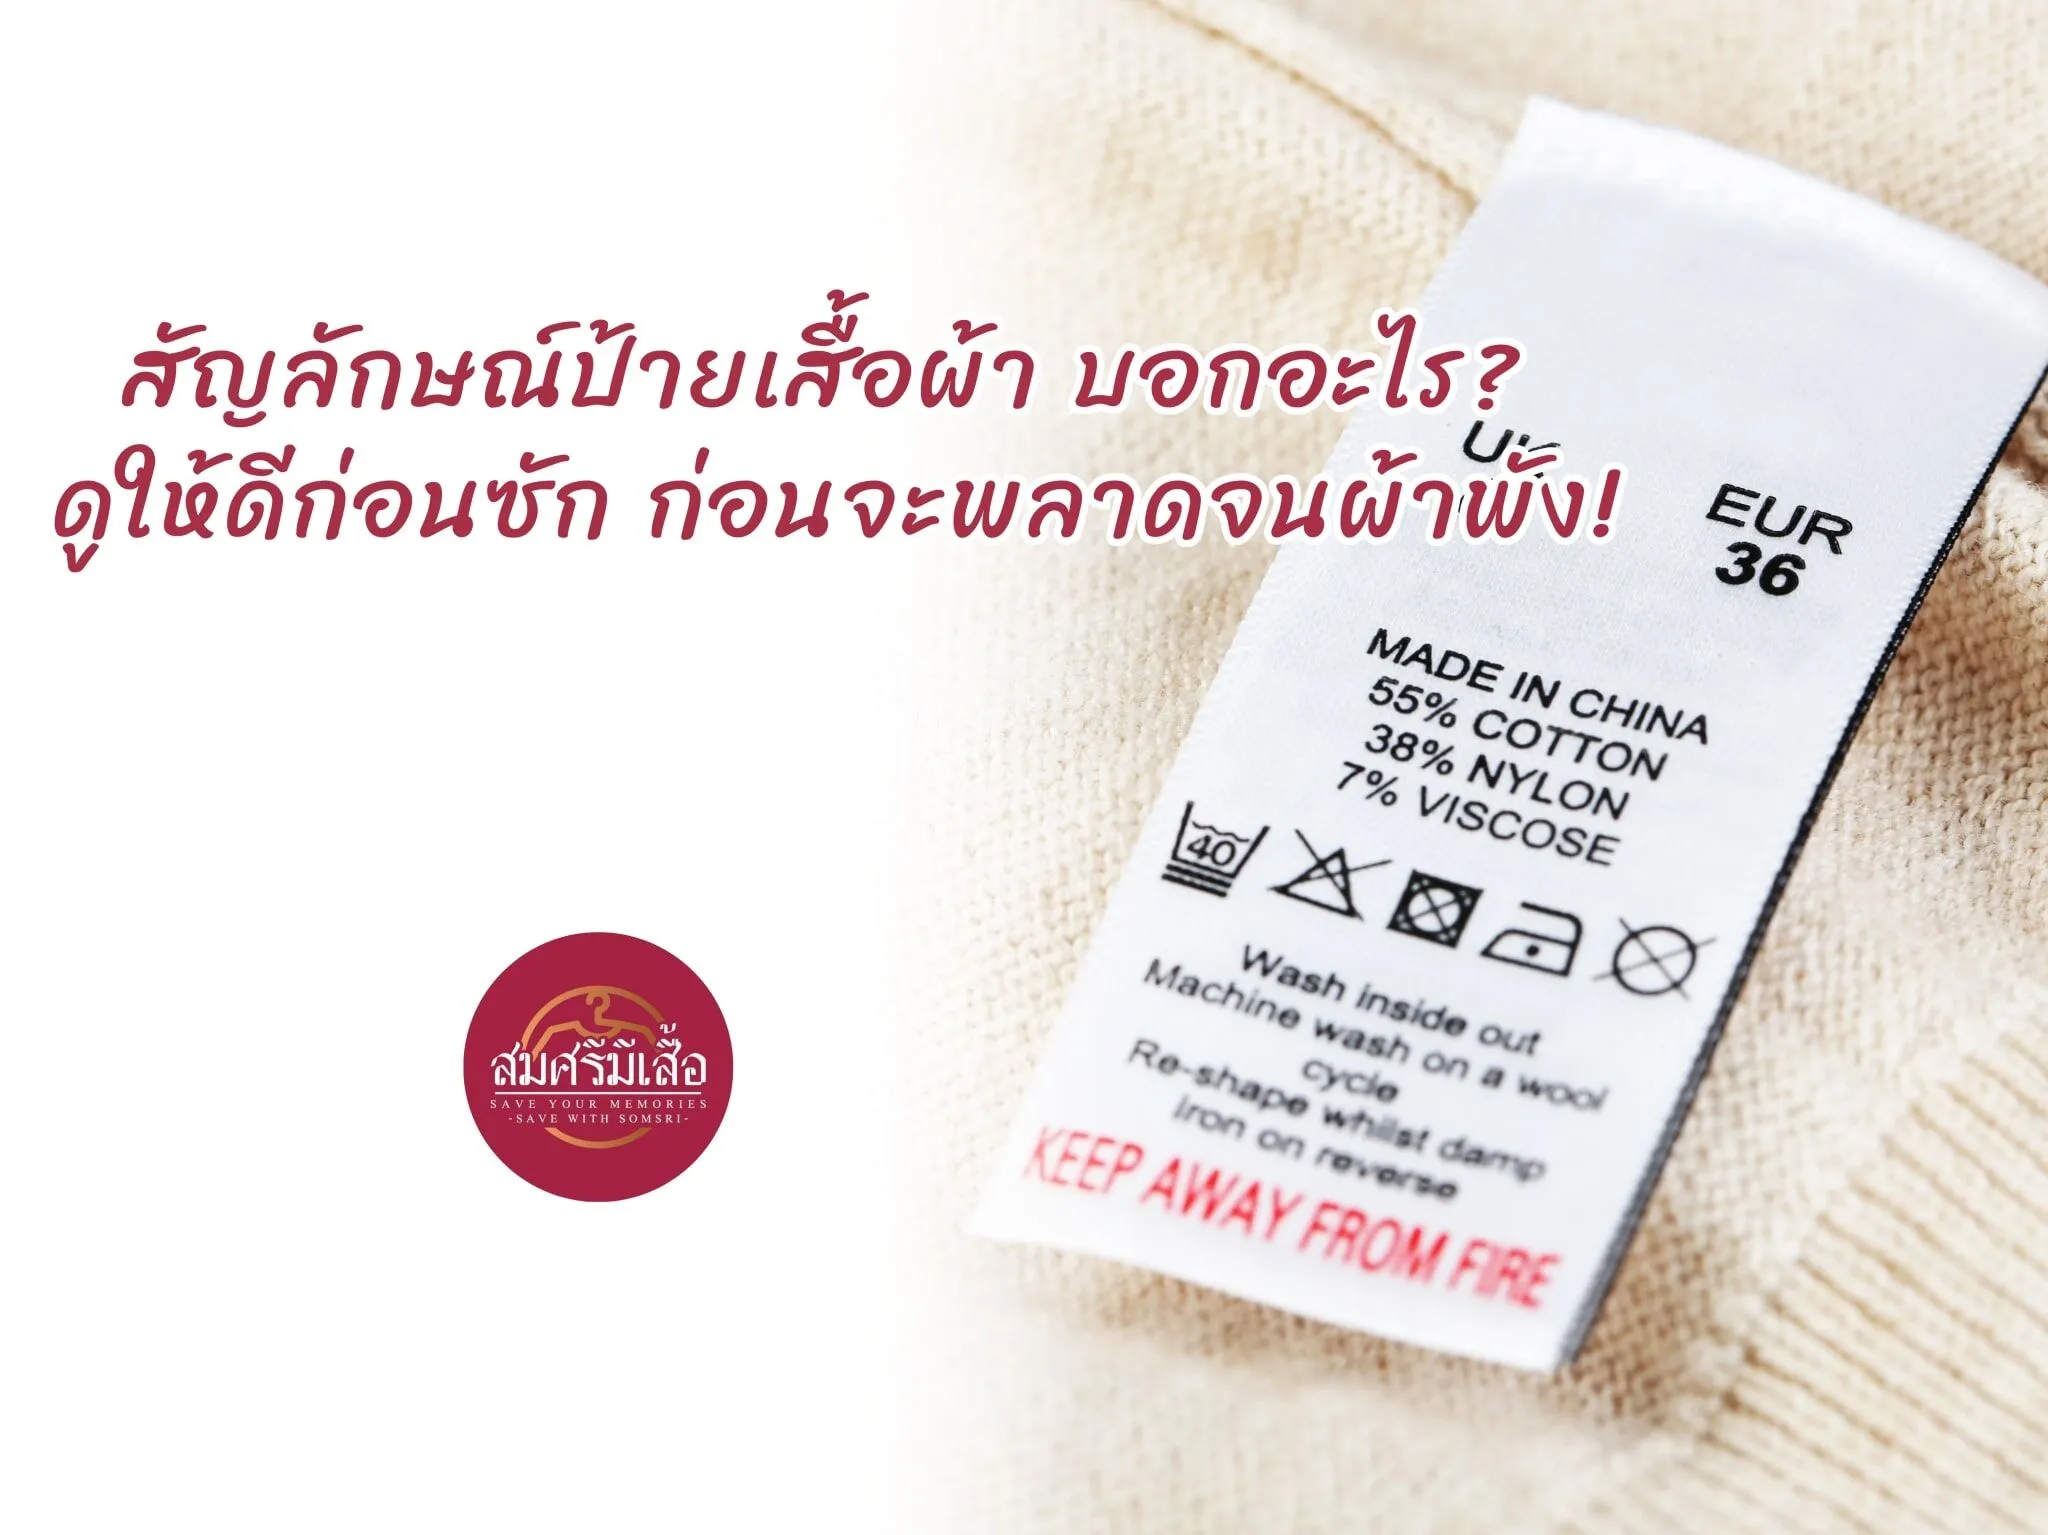 สัญลักษณ์ป้ายเสื้อผ้า บอกอะไร?
ดูให้ดีก่อนซัก ก่อนจะพลาดจนผ้าพัง!
UK
EUR
36
MADE IN CHINA
55% COTTON
38% NYLON
7% VISCOSE
40
Wash inside out
Machine wash on a wool
cycle
Re-shape whilst damp
Iron on reverse
KEEP AWAY FROM FIRE
สมศรีมีเสื้อ
SAVE YOUR MEMORIES
-SAVE WITH SOMSRI-